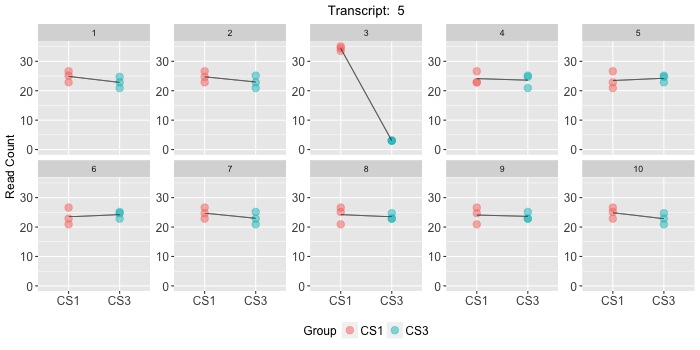 Transcript: 5
1 2 3 4 5
30
20
10
0
Read Count
6 7 8 9 10
30
20
10
0
CS1 CS3 CS1 CS3 CS1 CS3 CS1 CS3 CS1 CS3
Group CS1 CS3